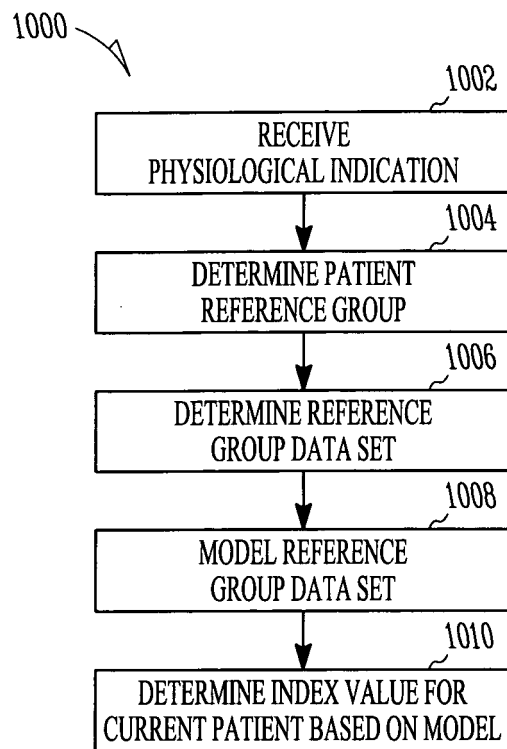 1000
1002
RECEIVE
PHYSIOLOGICAL INDICATION
1004
DETERMINE PATIENT
REFERENCE GROUP
1006
DETERMINE REFERENCE
GROUP DATA SET
1008
MODEL REFERENCE
GROUP DATA SET
1010
DETERMINE INDEX VALUE FOR
CURRENT PATIENT BASED ON MODEL